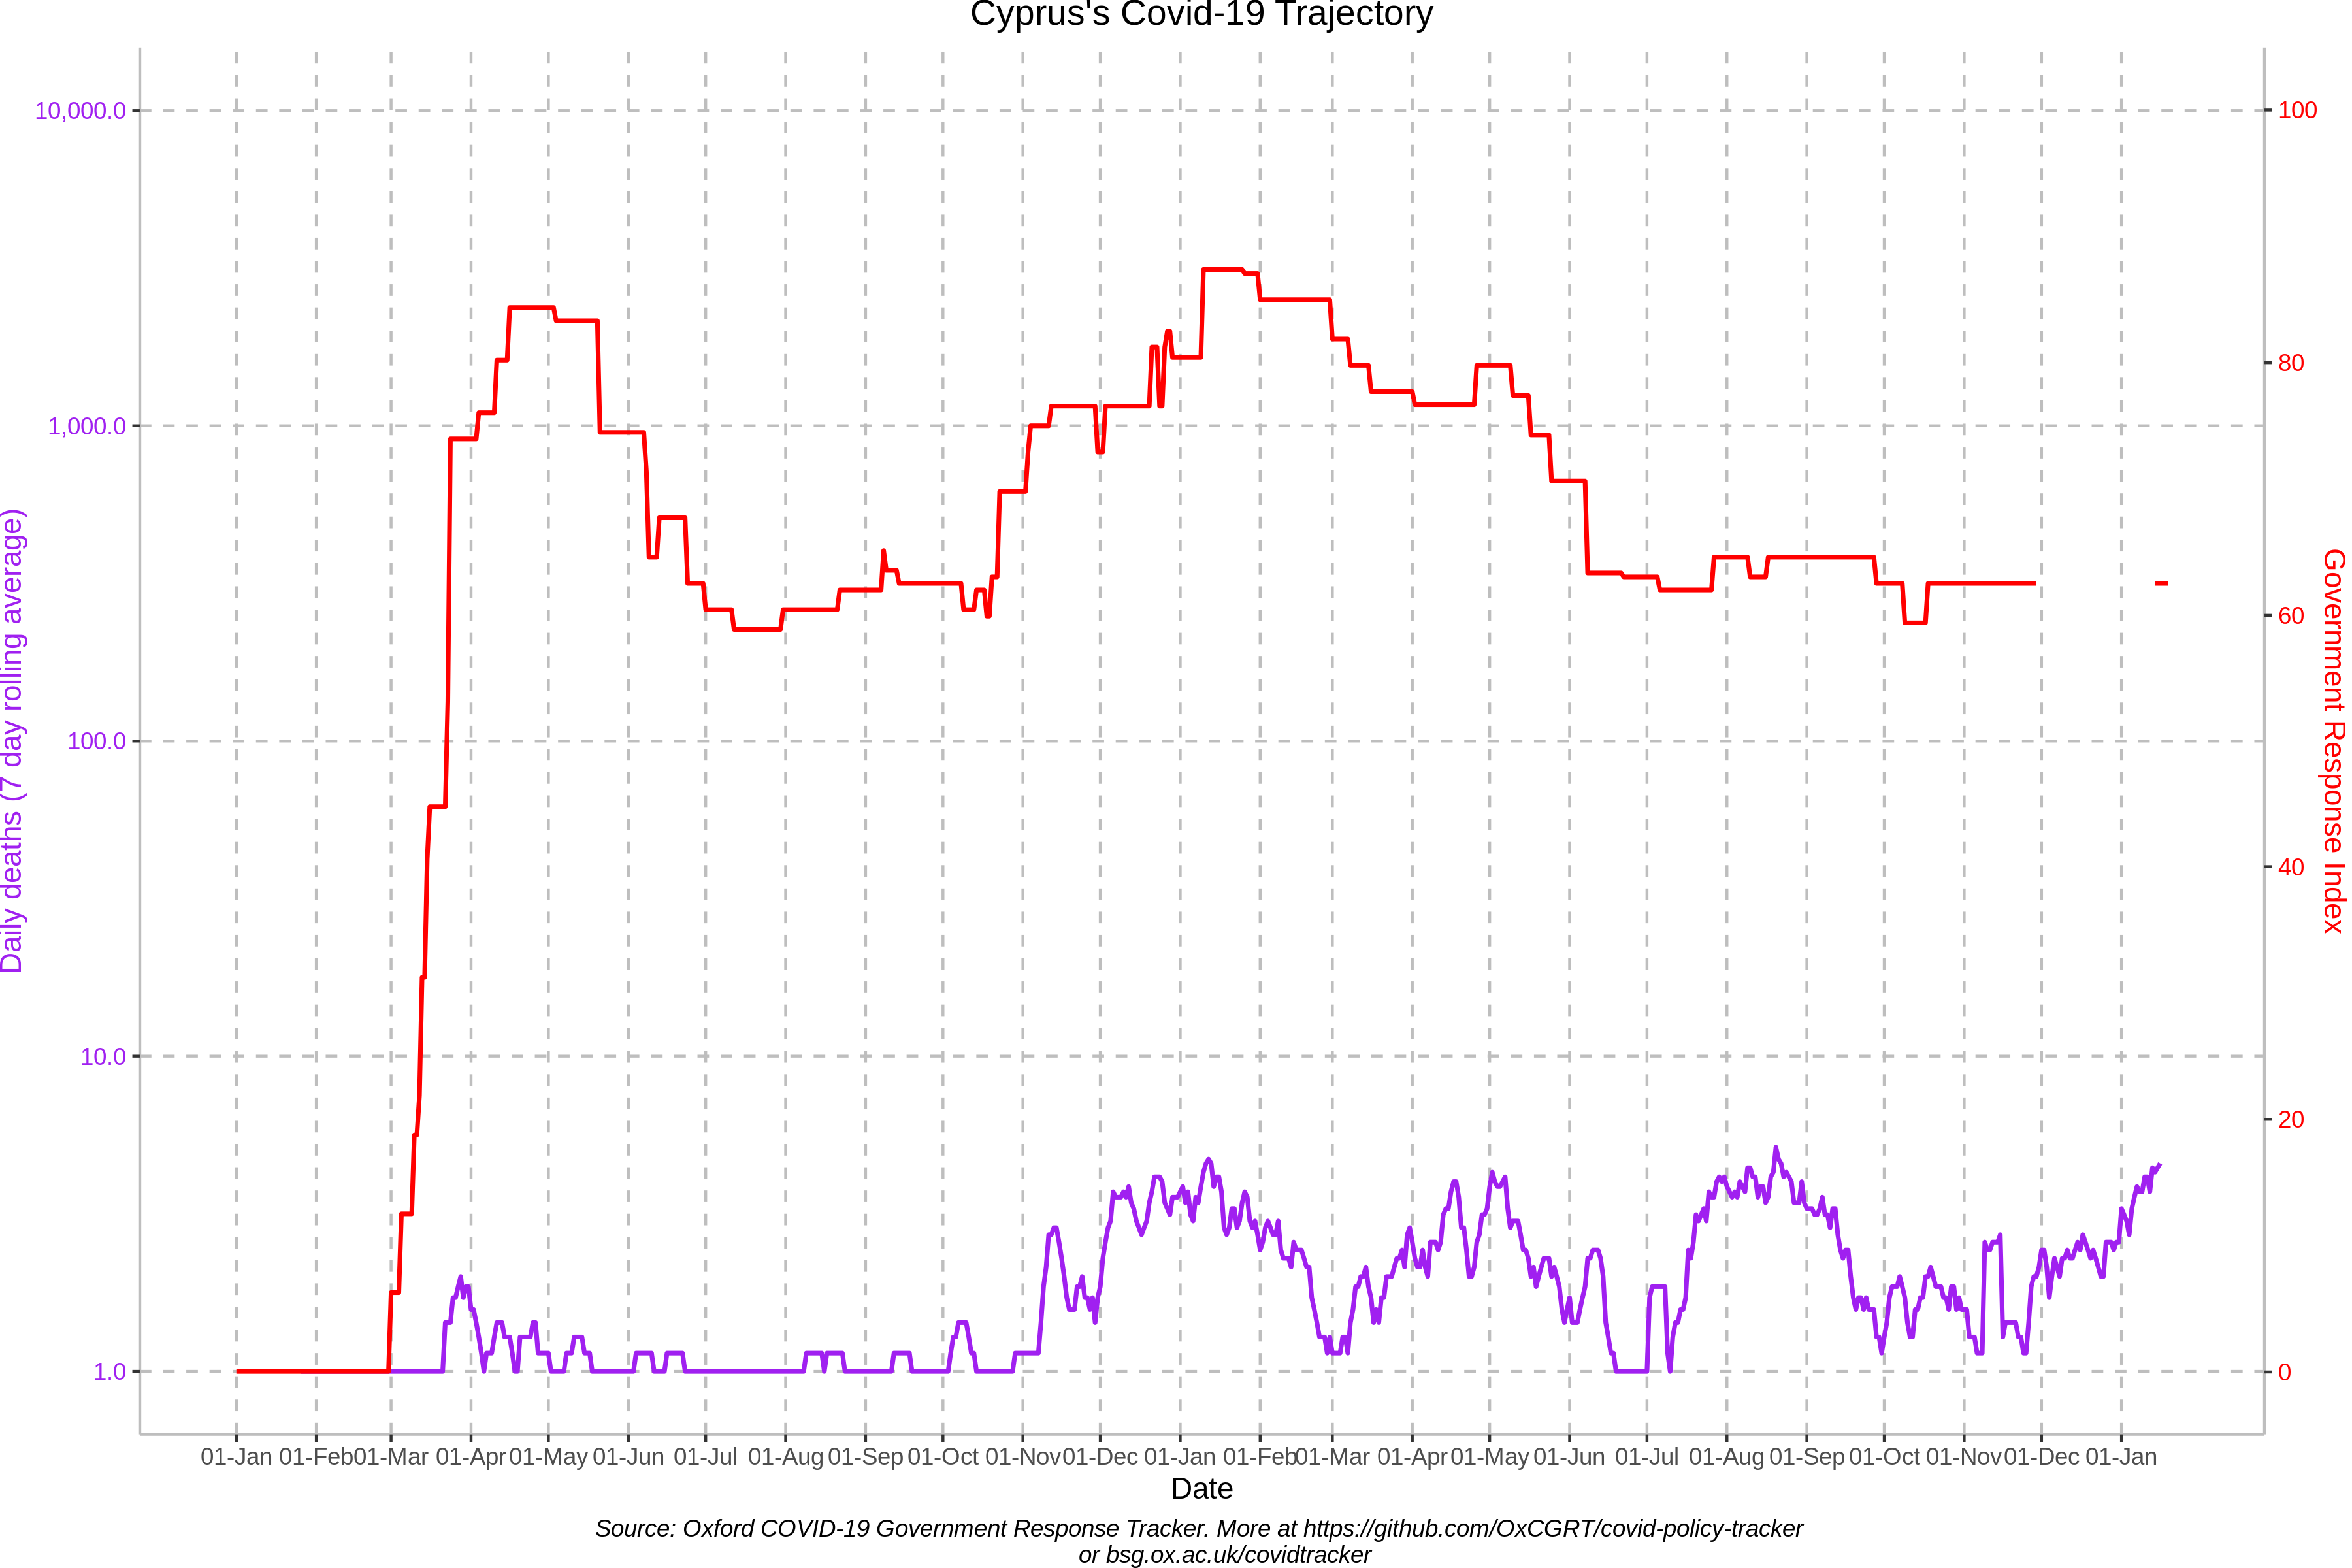 Cyprus's Covid-19 Trajectory
10,000.0
1,000.0
100.0
10.0
1.0
Daily deaths (7 day rolling average)
100
80
60
40
20
0
Government Response Index
01-Jan 01-Feb 01-Mar 01-Apr 01-May 01-Jun 01-Jul 01-Aug 01-Sep 01-Oct 01-Nov 01-Dec 01-Jan 01-Feb 01-Mar 01-Apr 01-May 01-Jun 01-Jul 01-Aug 01-Sep 01-Oct 01-Nov 01-Dec 01-Jan
Date
Source: Oxford COVID-19 Government Response Tracker. More at https://github.com/OxCGRT/covid-policy-tracker
or bsg.ox.ac.uk/covidtracker